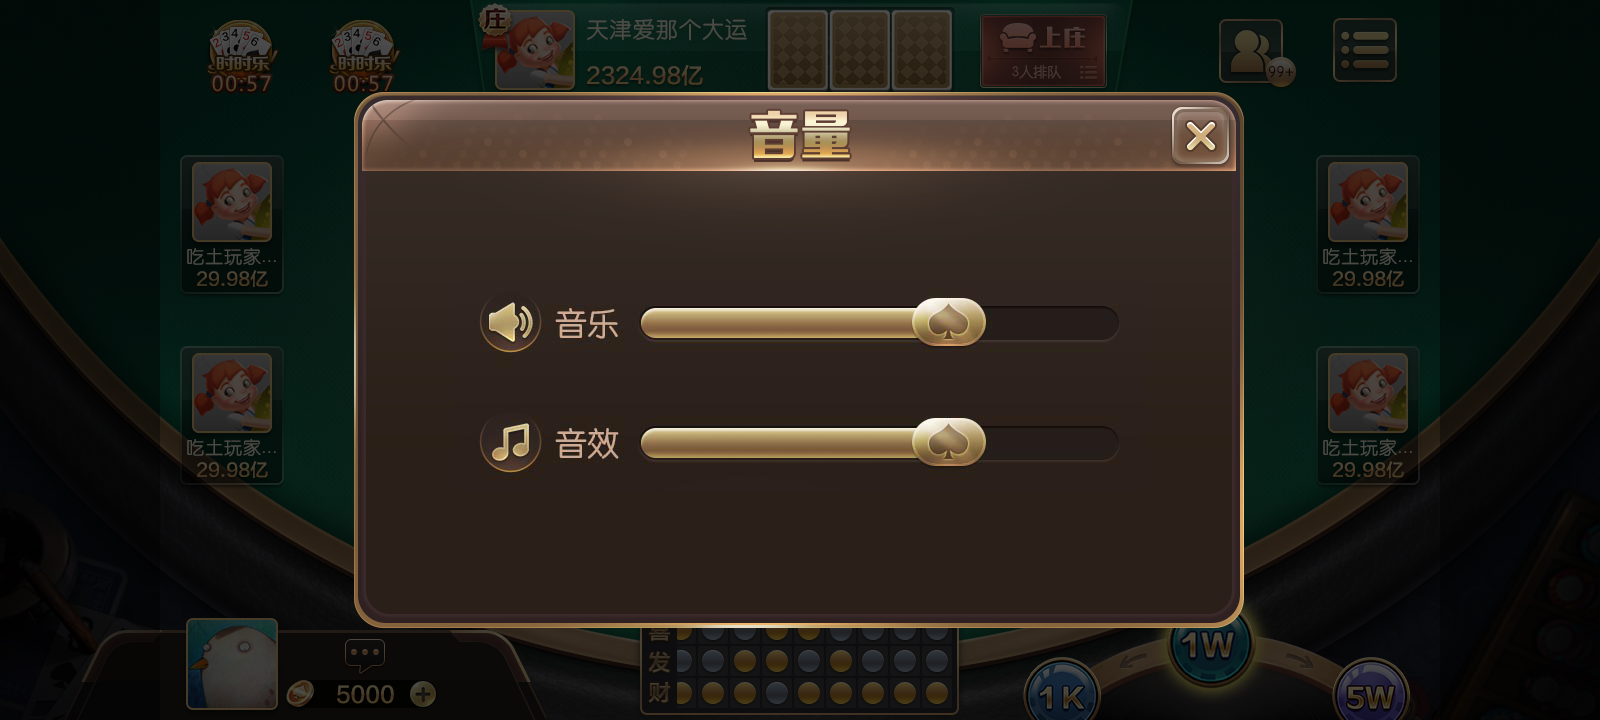 庄
天津爱那个大运
2324.98亿
上庄
3人排队
23456
时时乐
00:57
23456
时时乐
00:57
99+
音量
吃土玩家...
29.98亿
吃土玩家...
29.98亿
音乐
音效
吃土玩家...
29.98亿
吃土玩家...
29.98亿
喜
发
财
5000
1K
1W
5W